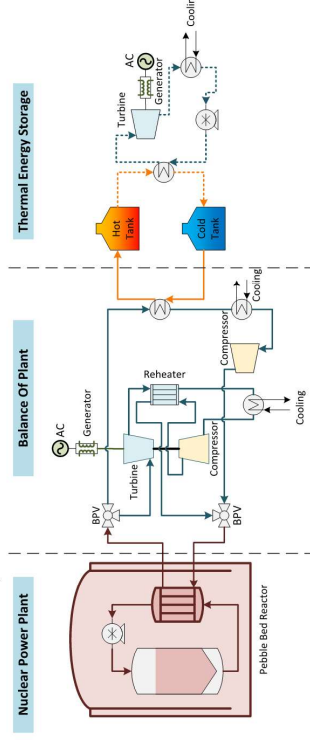 Nuclear Power Plant
Balance Of Plant
Thermal Energy Storage
Pebble Bed Reactor
BPV
BPV
AC
Generator
Turbine
Reheater
Compressor
Cooling
Compressor
Cooling
Hot
Tank
Cold
Tank
Turbine
Generator
AC
Cooling